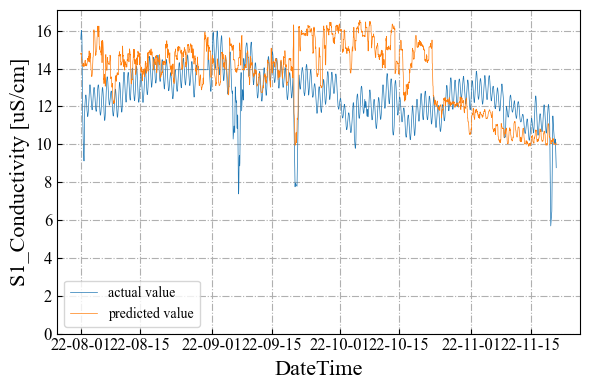 S1_Conductivity [uS/cm]
16
14
12
10
8
6
4
2
0
actual value
predicted value
22-08-01 22-08-15 22-09-01 22-09-15 22-10-01 22-10-15 22-11-01 22-11-15
DateTime